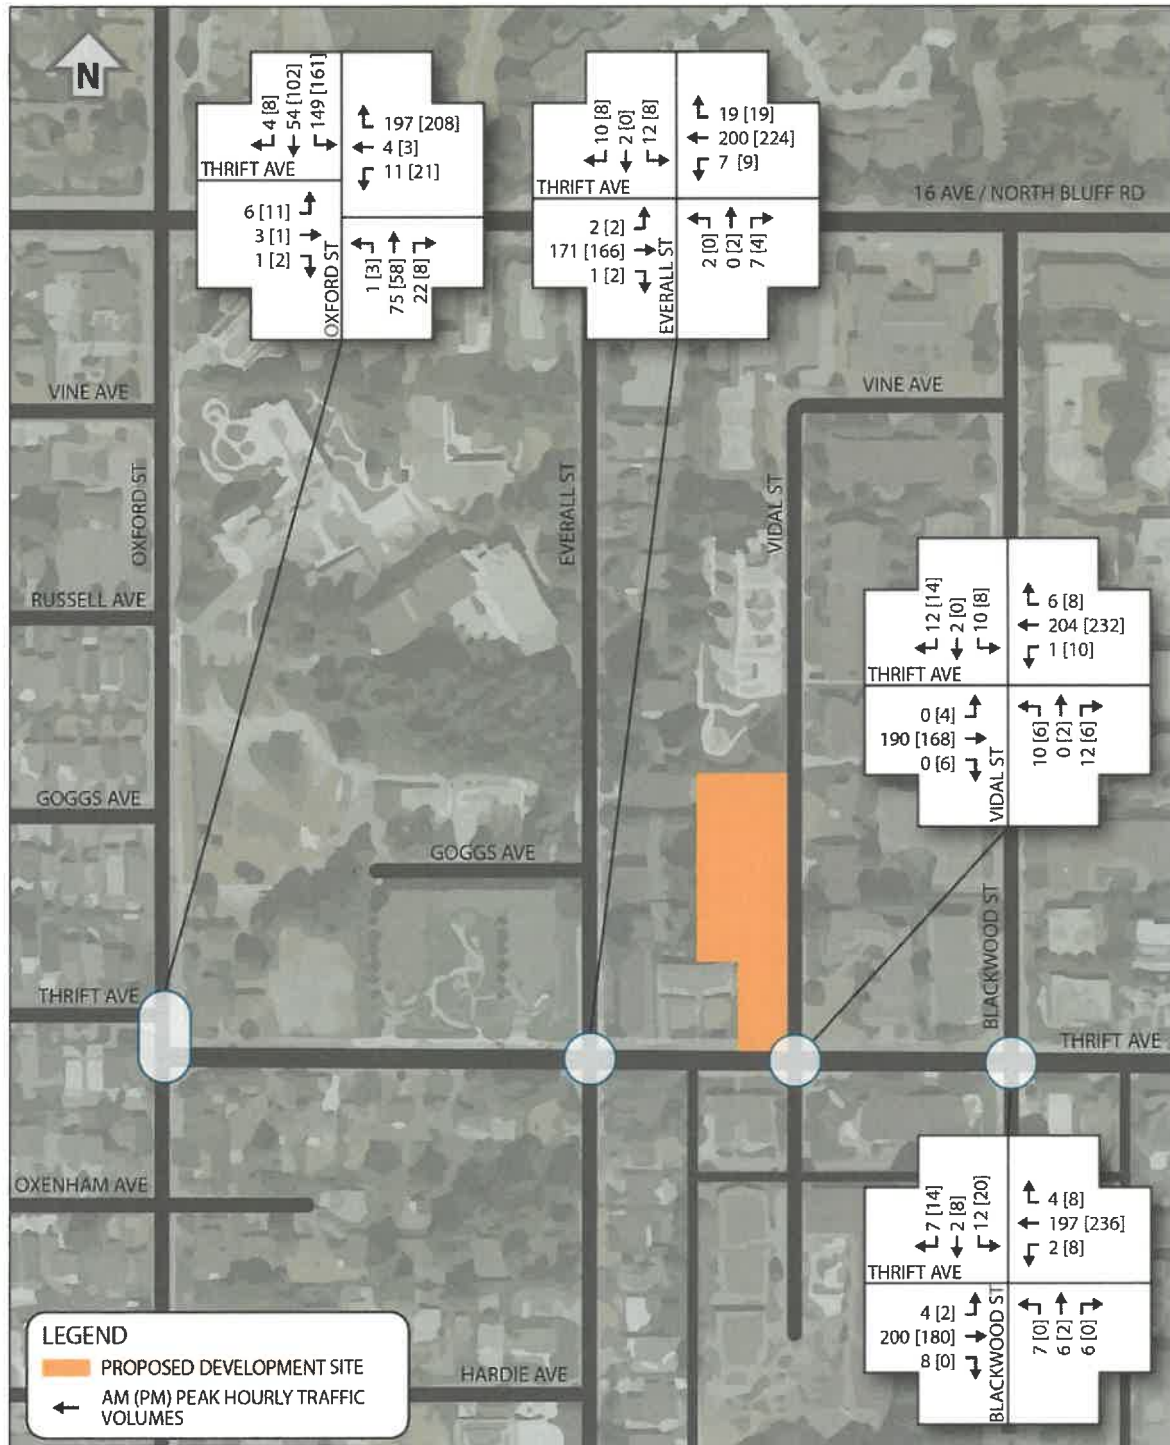 N
4 [8]
54 [102]
149 [161]
197 [208]
4 [3]
11 [21]
THRIFT AVE
6 [11]
3 [1]
1 [2]
OXFORD ST
1 [3]
75 [58]
22 [8]
10 [8]
2 [0]
12 [8]
19 [19]
200 [224]
7 [9]
THRIFT AVE
2 [2]
171 [166]
1 [2]
EVERALL ST
2 [0]
0 [2]
7 [4]
16 AVE / NORTH BLUFF RD
VINE AVE
VINE AVE
OXFORD ST
EVERALL ST
VIDAL ST
RUSSELL AVE
12 [14]
2 [0]
10 [8]
6 [8]
204 [232]
1 [10]
THRIFT AVE
0 [4]
190 [168]
0 [6]
VIDAL ST
10 [6]
0 [2]
12 [6]
GOGGS AVE
GOGGS AVE
BLACKWOOD ST
THRIFT AVE
THRIFT AVE
OXENHAM AVE
7 [14]
2 [8]
12 [20]
4 [8]
197 [236]
2 [8]
THRIFT AVE
4 [2]
200 [180]
8 [0]
BLACKWOOD ST
7 [0]
6 [2]
6 [0]
HARDIE AVE
LEGEND
PROPOSED DEVELOPMENT SITE
AM (PM) PEAK HOURLY TRAFFIC
VOLUMES